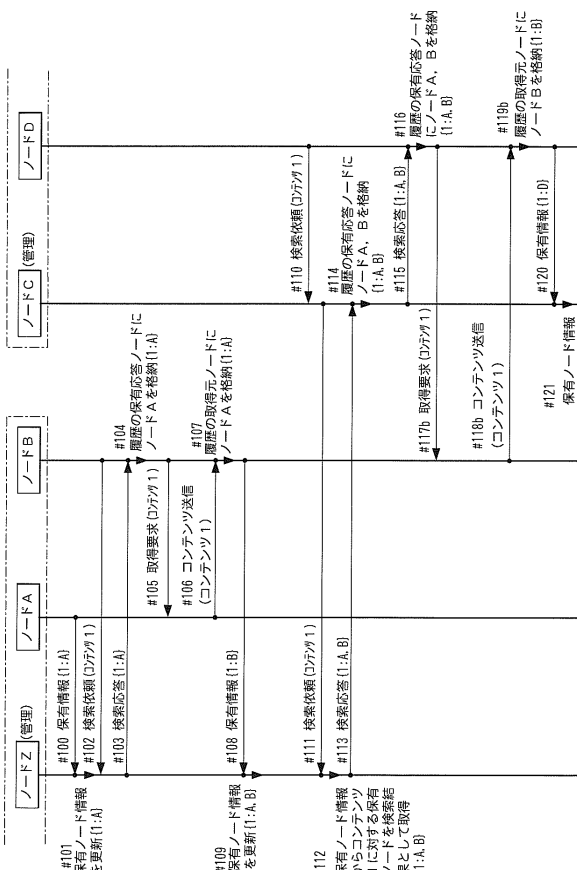 ノードZ (管理)
ノードA
ノードB
ノードC (管理)
ノードD
#100 保有情報{1:A}
#101
保有ノード情報
を更新{1:A}
#102 検索依頼(コンテンツ1)
#103 検索応答{1:A}
#104
履歴の保有応答ノードに
ノードAを格納{1:A}
#105 取得要求(コンテンツ1)
#106 コンテンツ送信
(コンテンツ1)
#107
履歴の取得元ノードに
ノードAを格納{1:A}
#108 保有情報{1:B}
#109
保有ノード情報
を更新{1:A,B}
#110 検索依頼(コンテンツ1)
#111 検索依頼(コンテンツ1)
112
保有ノード情報
からコンテンツ
1に対する保有
ノードを検索結
果として取得
{1:A,B}
#113 検索応答{1:A,B}
#114
履歴の保有応答ノードに
ノードA，Bを格納
{1:A,B}
#115 検索応答{1:A,B}
#116
履歴の保有応答ノード
にノードA，Bを格納
{1:A,B}
#117b 取得要求(コンテンツ1)
#118b コンテンツ送信
(コンテンツ1)
#119b
履歴の取得元ノードに
ノードBを格納{1:B}
#120 保有情報{1:D}
#121
保有ノード情報